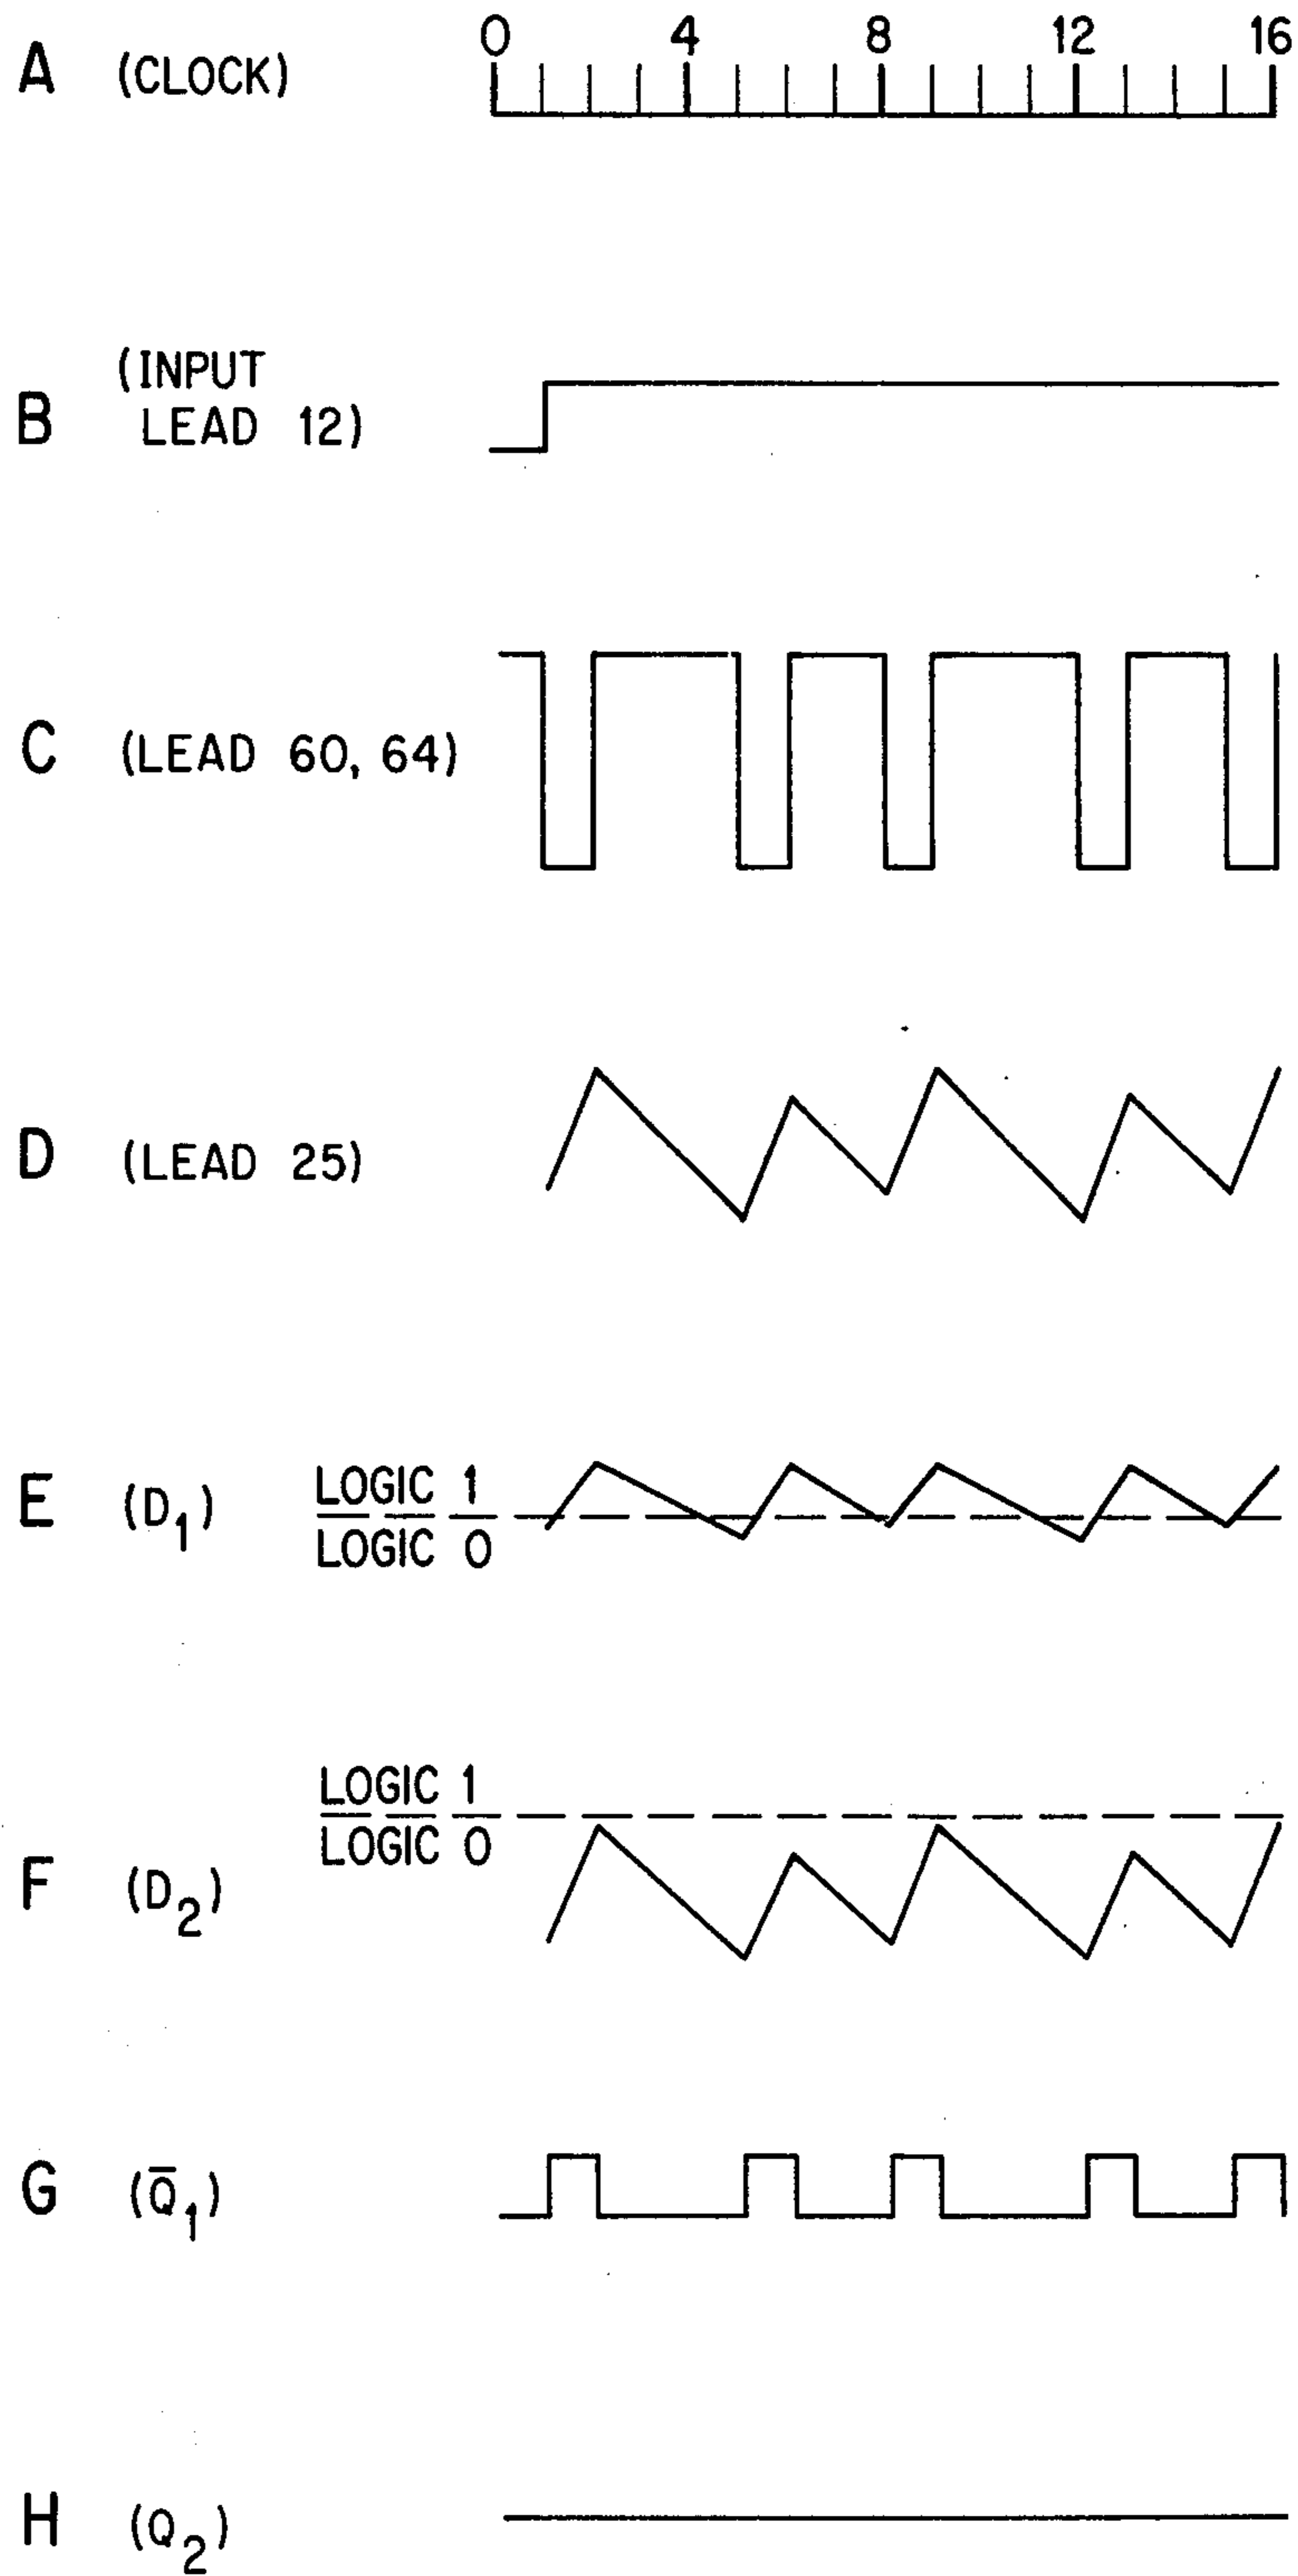 0 4 8 12 16
A (CLOCK)
(INPUT
B LEAD 12)
C (LEAD 60, 64)
D (LEAD 25)
LOGIC 1
E (D₁)
LOGIC 0
LOGIC 1
LOGIC 0
F (D₂)
G (Q̅₁)
H (Q₂)